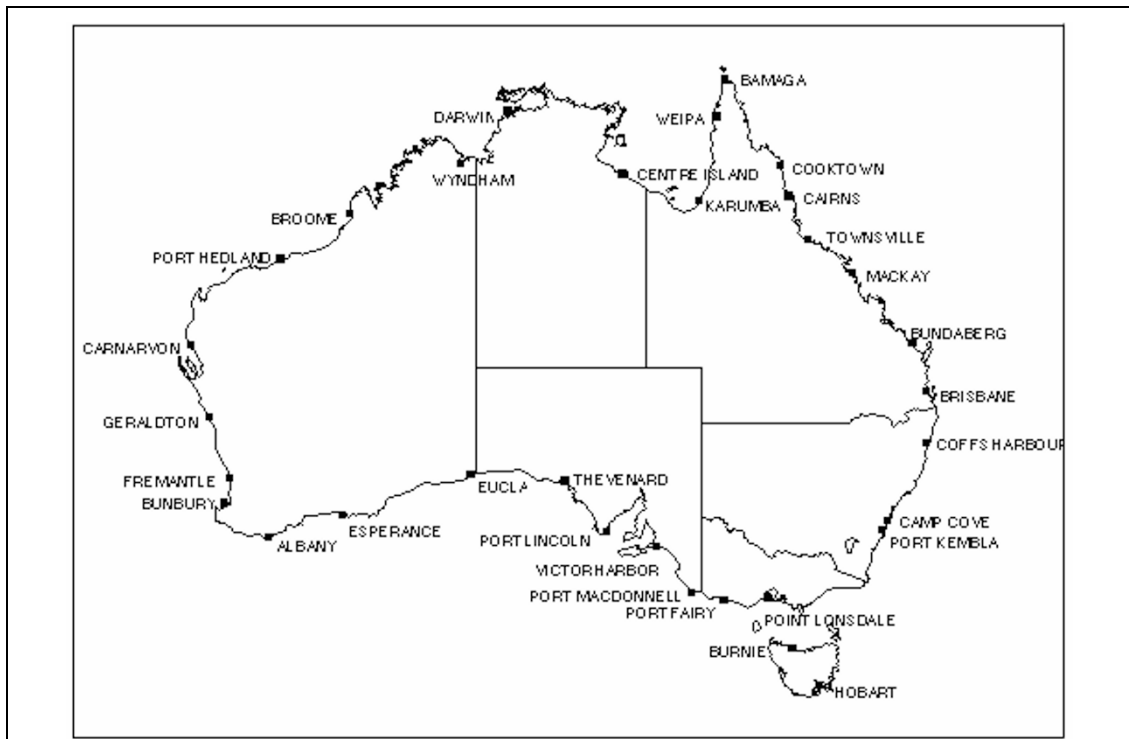 BAMAGA
DARWIN
WEIPA
COOKTOWN
WYNDHAM
CENTRE ISLAND
CAIRNS
KARUMBA
BROOME
TOWNSVILLE
PORT HEDLAND
MACKAY
BUNDABERG
CARNARVON
BRISBANE
GERALDTON
COFFS HARBOUR
FREMANTLE
THEVENARD
EUCLA
BUNBURY
CAMP COVE
ESPERANCE
PORT KEMBLA
ALBANY
PORT LINCOLN
VICTOR HARBOR
PORT MACDONNELL
PORT FAIRY
POINT LONSDALE
BURNIE
HOBART